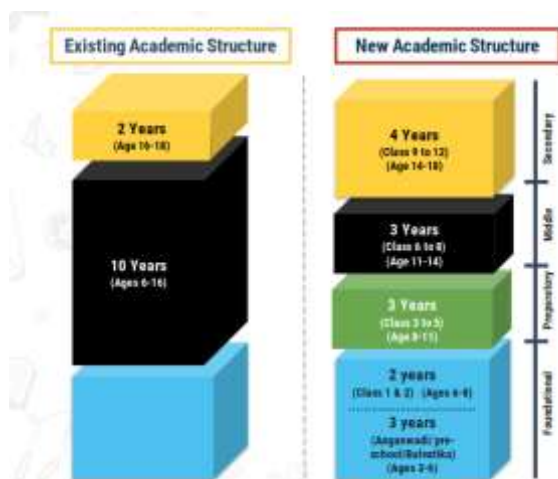 Existing Academic Structure
2 Years
(Age 16-18)
10 Years
(Ages 6-16)
New Academic Structure
4 Years
(Class 9 to 12)
(Age 14-18)
3 Years
(Class 6 to 8)
(Age 11-14)
3 Years
(Class 3 to 5)
(Age 8-11)
2 years
(Class 1 & 2) (Ages 6-8)
3 years
(Anganwadi pre-
school/Balvatika)
(Ages 3-6)
Secondary
Middle
Preparatory
Foundational